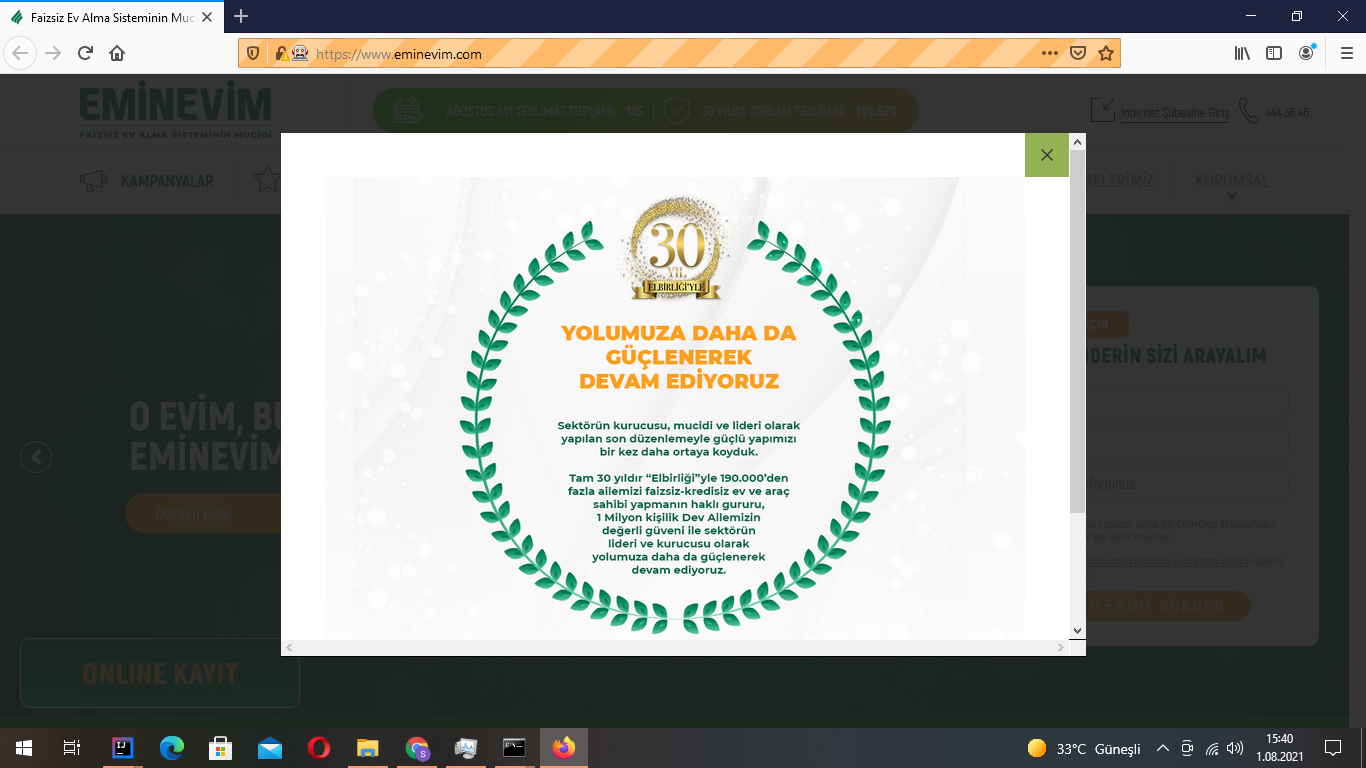 Faizsiz Ev Alma Sisteminin Muc
https://www.eminevim.com
EMİNEVİM
FAİZSİZ EV ALMA SİSTEMİNİN MUCİDİ
AĞUSTOS AYI TESLİMAT TOPLAMI: 115
30 YILDA TOPLAM TESLİMAT: 191.673
İnternet Şubesine Giriş
444 36 46
KAMPANYALAR
BELERİMİZ
KURUMSAL
30
YIL
ELBİRLİĞİ'YLE
YOLUMUZA DAHA DA
GÜÇLENEREK
DEVAM EDİYORUZ
Sektörün kurucusu, mucidi ve lideri olarak
yapılan son düzenlemeyle güçlü yapımızı
bir kez daha ortaya koyduk.
Tam 30 yıldır “Elbirliği”yle 190.000’den
fazla ailemizi faizsiz-kredisiz ev ve araç
sahibi yapmanın haklı gururu,
1 Milyon kişilik Dev Ailemizin
değerli güveni ile sektörün
lideri ve kurucusu olarak
yolumuza daha da güçlenerek
devam ediyoruz.
O EVİM, BU
EMİNEVİM
Detaylı Bilgi
ONLINE KAYIT
İÇİN
NDERİN SİZİ ARAYALIM
efonunuz
İLERİMİ GÖNDER
33°C Güneşli
15:40
1.08.2021